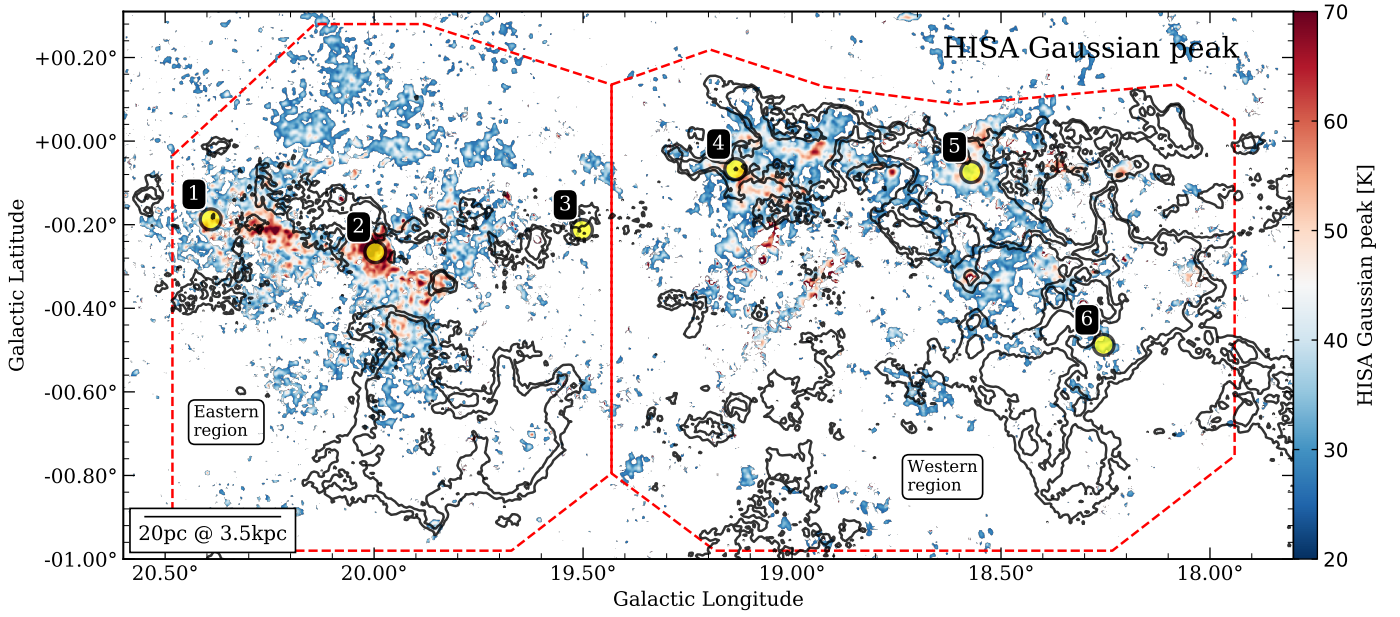 HISA Gaussian peak
+00.20°
+00.00°
-00.20°
-00.40°
-00.60°
-00.80°
-01.00°
Galactic Latitude
1
2
3
4
5
6
Eastern
region
Western
region
20pc @ 3.5kpc
20.50°
20.00°
19.50°
19.00°
18.50°
18.00°
Galactic Longitude
70
60
50
40
30
20
HISA Gaussian peak [K]